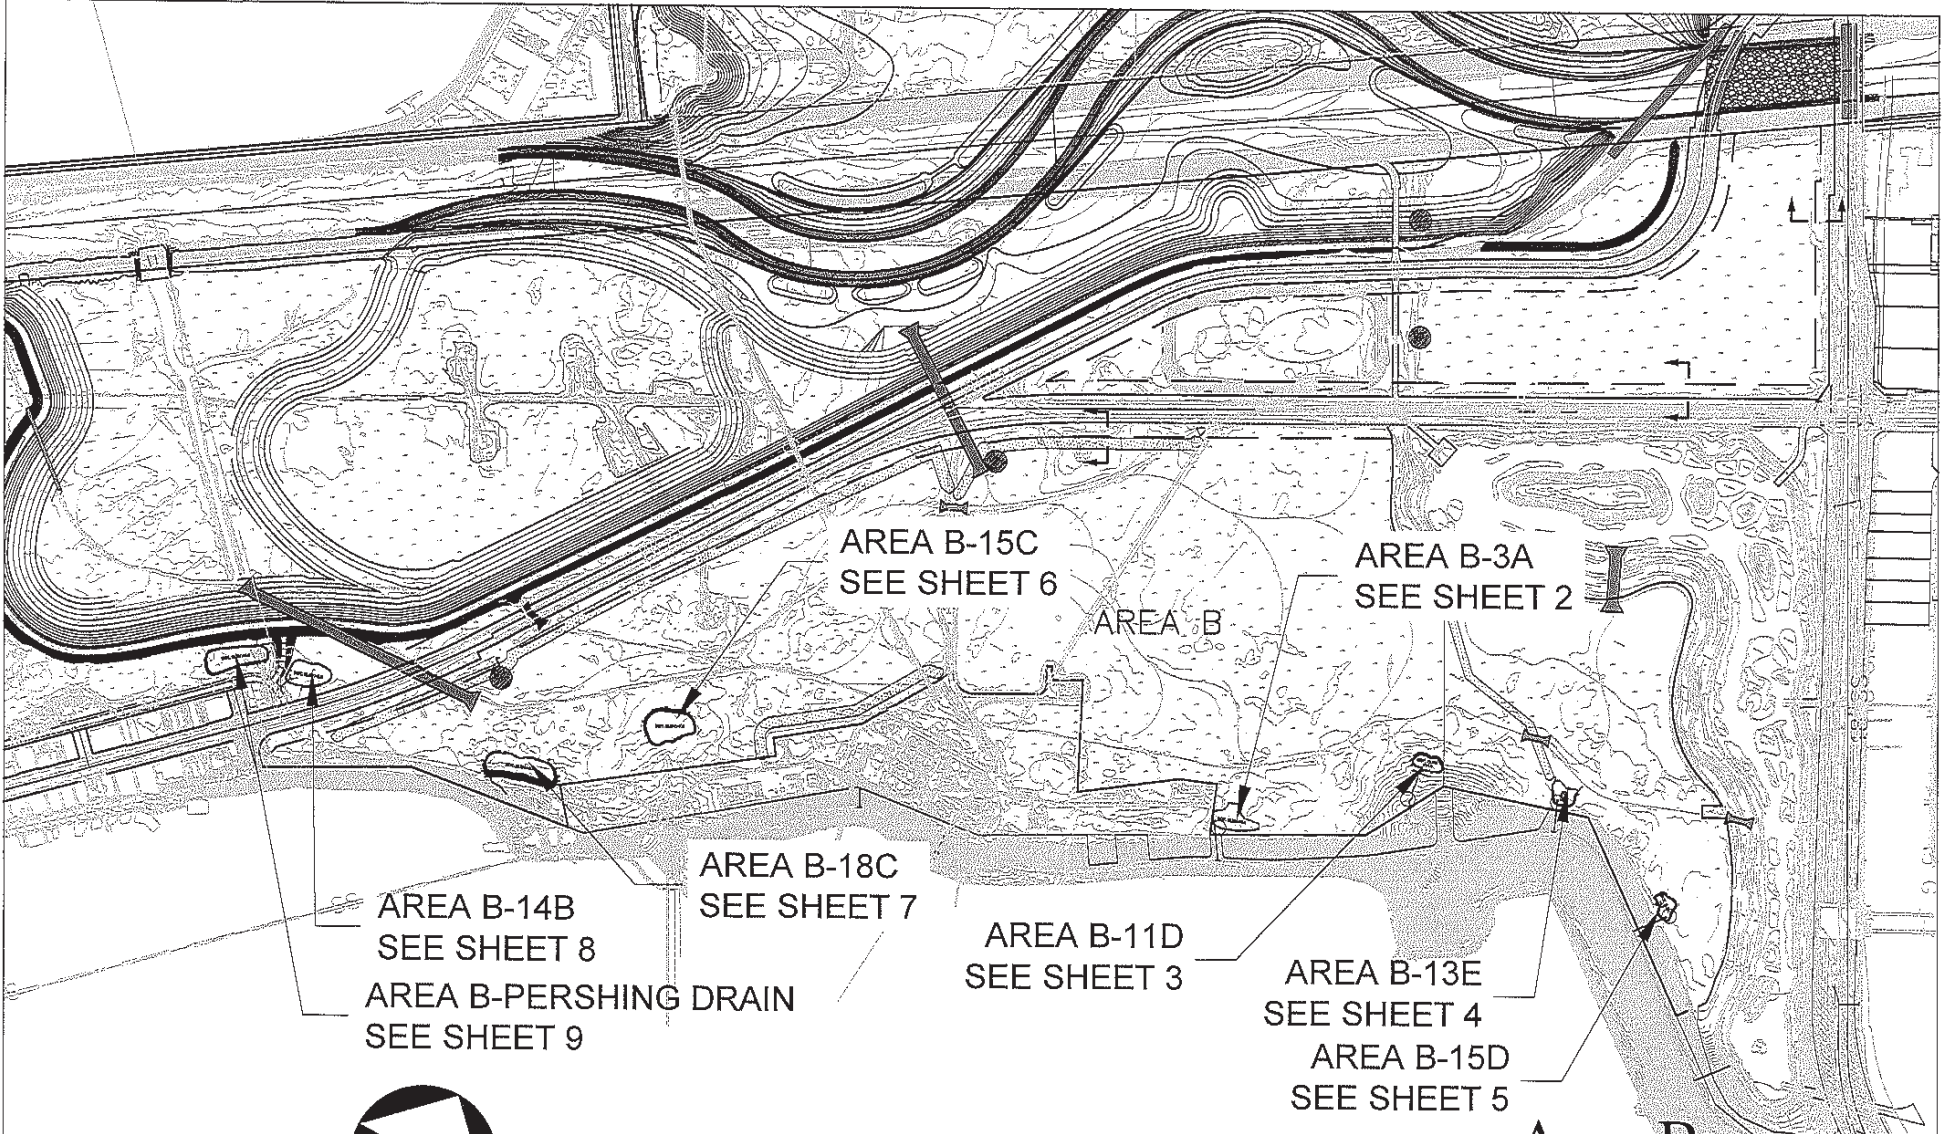 AREA B-15C
SEE SHEET 6
AREA B-3A
SEE SHEET 2
AREA B
AREA B-18C
SEE SHEET 7
AREA B-14B
SEE SHEET 8
AREA B-11D
SEE SHEET 3
AREA B-13E
SEE SHEET 4
AREA B-PERSHING DRAIN
SEE SHEET 9
AREA B-15D
SEE SHEET 5